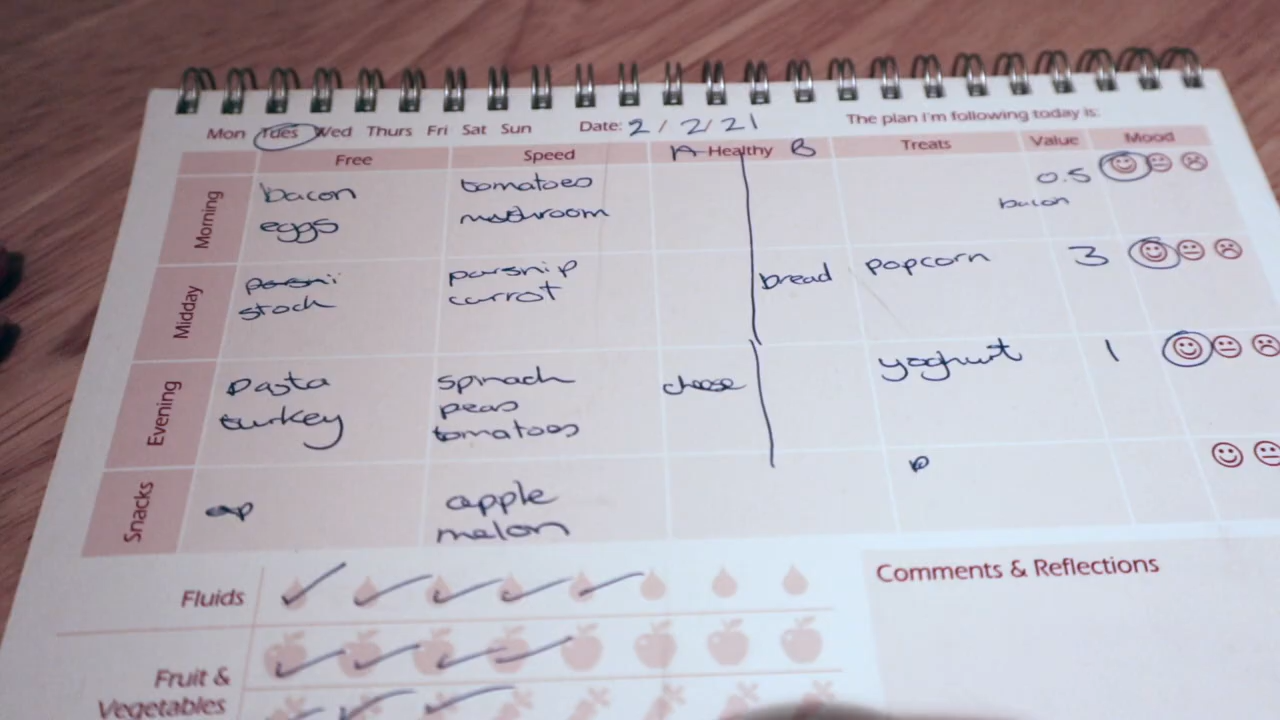 Mon Tues Wed Thurs Fri Sat Sun Date: 2/2/21 The plan I'm following today is:
Free Speed A Healthy B Treats Value Mood
Morning
bacon
eggs
tomatoes
mushroom
0.5
bacon
Midday
stock
parsnip
carrot
bread
popcorn
3
Evening
pasta
turkey
spinach
peas
tomatoes
cheese
yoghurt
1
Snacks
ap
apple
melon
Fluids
Fruit &
Vegetables
Comments & Reflections